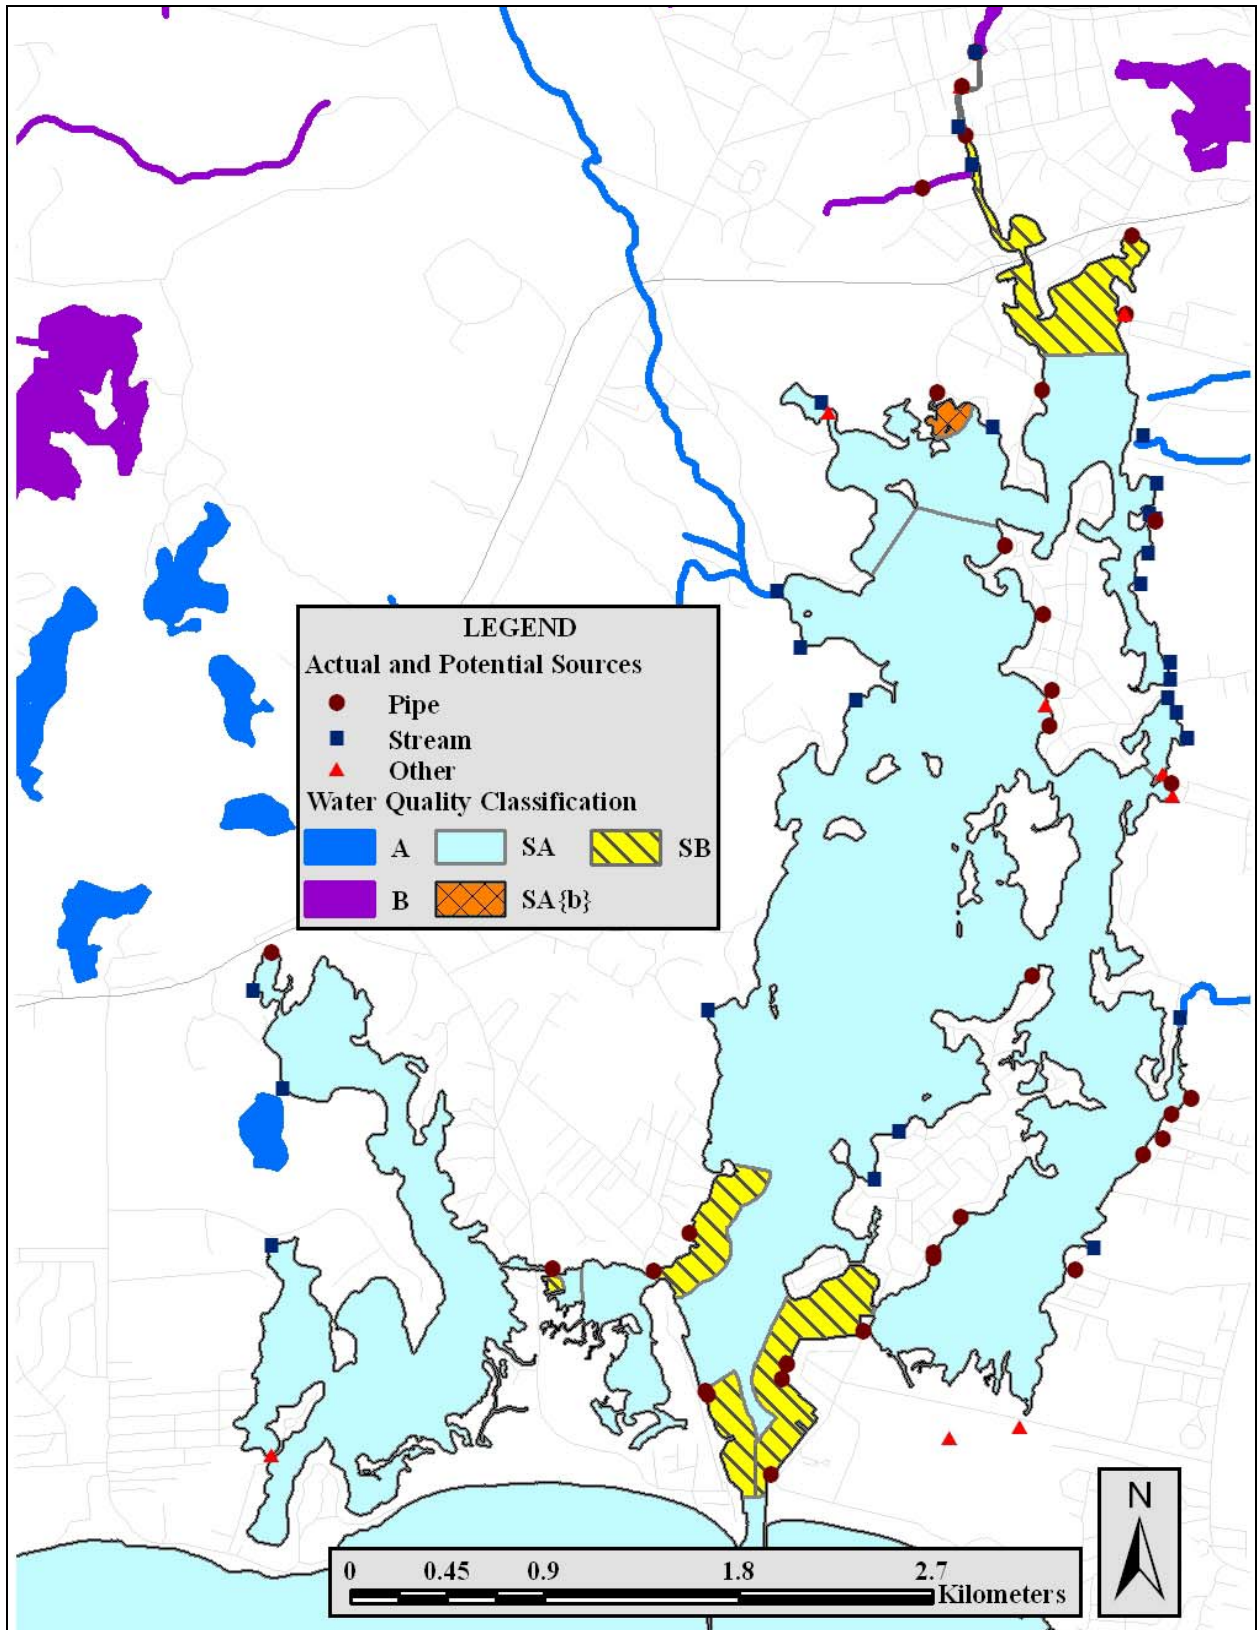 LEGEND
Actual and Potential Sources
Pipe
Stream
Other
Water Quality Classification
A SA SB
B SA{b}
N
0 0.45 0.9 1.8 2.7
Kilometers